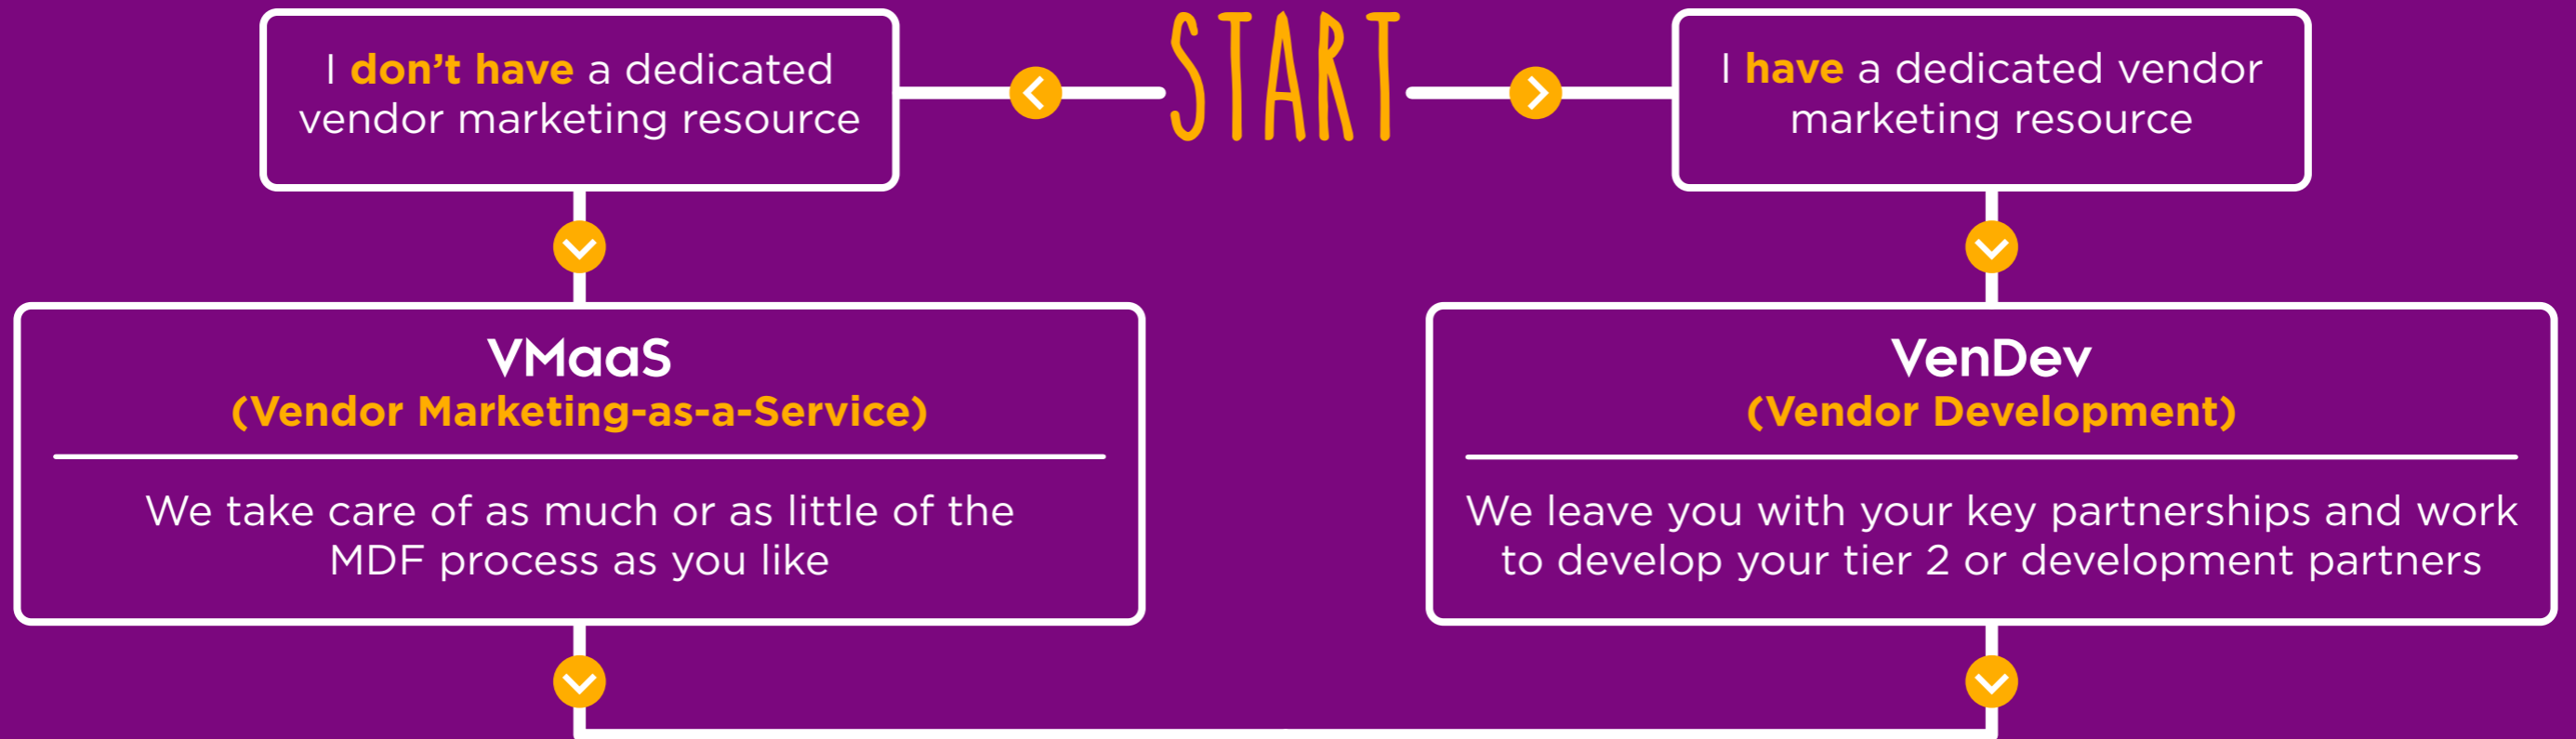 START
I don’t have a dedicated
vendor marketing resource
I have a dedicated vendor
marketing resource
VMaaS
(Vendor Marketing-as-a-Service)
We take care of as much or as little of the
MDF process as you like
VenDev
(Vendor Development)
We leave you with your key partnerships and work
to develop your tier 2 or development partners